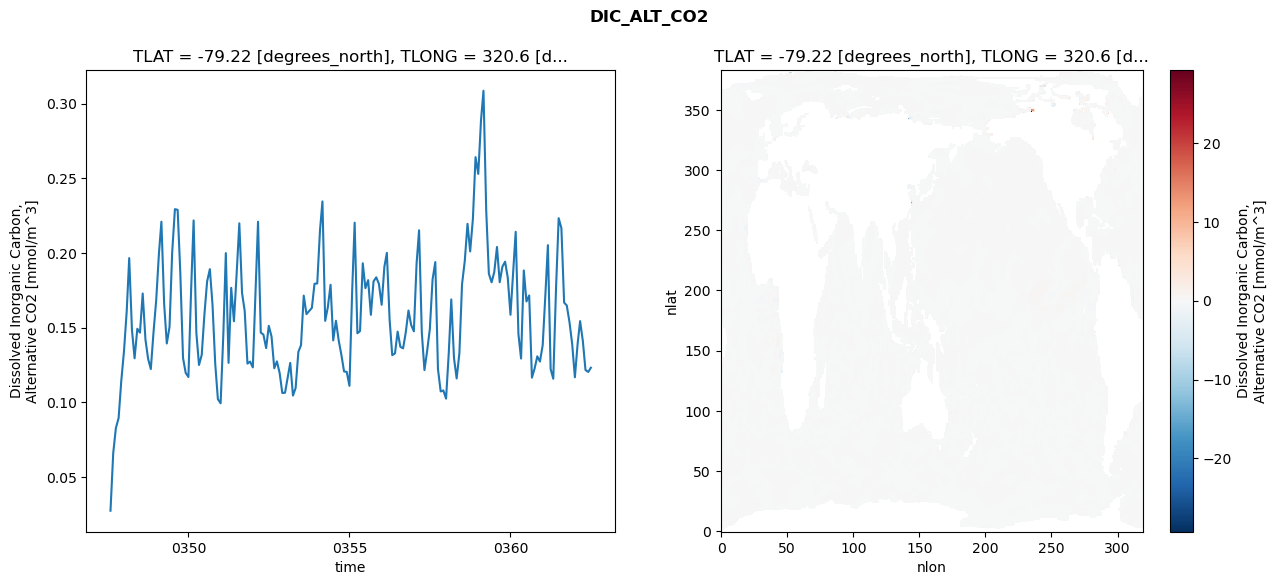 DIC_ALT_CO2
TLAT = -79.22 [degrees_north], TLONG = 320.6 [d...
Dissolved Inorganic Carbon,
Alternative CO2 [mmol/m^3]
0.30
0.25
0.20
0.15
0.10
0.05
0350
0355
0360
time
TLAT = -79.22 [degrees_north], TLONG = 320.6 [d...
nlat
350
300
250
200
150
100
50
0
0
50
100
150
200
250
300
nlon
20
10
0
−10
−20
Dissolved Inorganic Carbon,
Alternative CO2 [mmol/m^3]